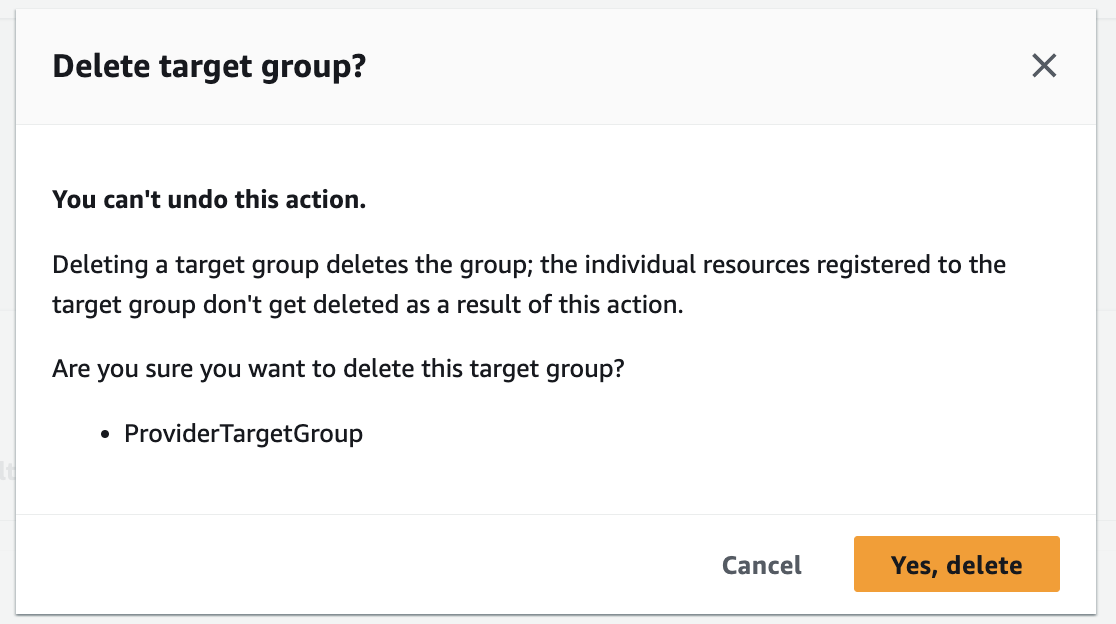 Delete target group?
You can't undo this action.
Deleting a target group deletes the group; the individual resources registered to the
target group don't get deleted as a result of this action.
Are you sure you want to delete this target group?
• ProviderTargetGroup
Cancel
Yes, delete